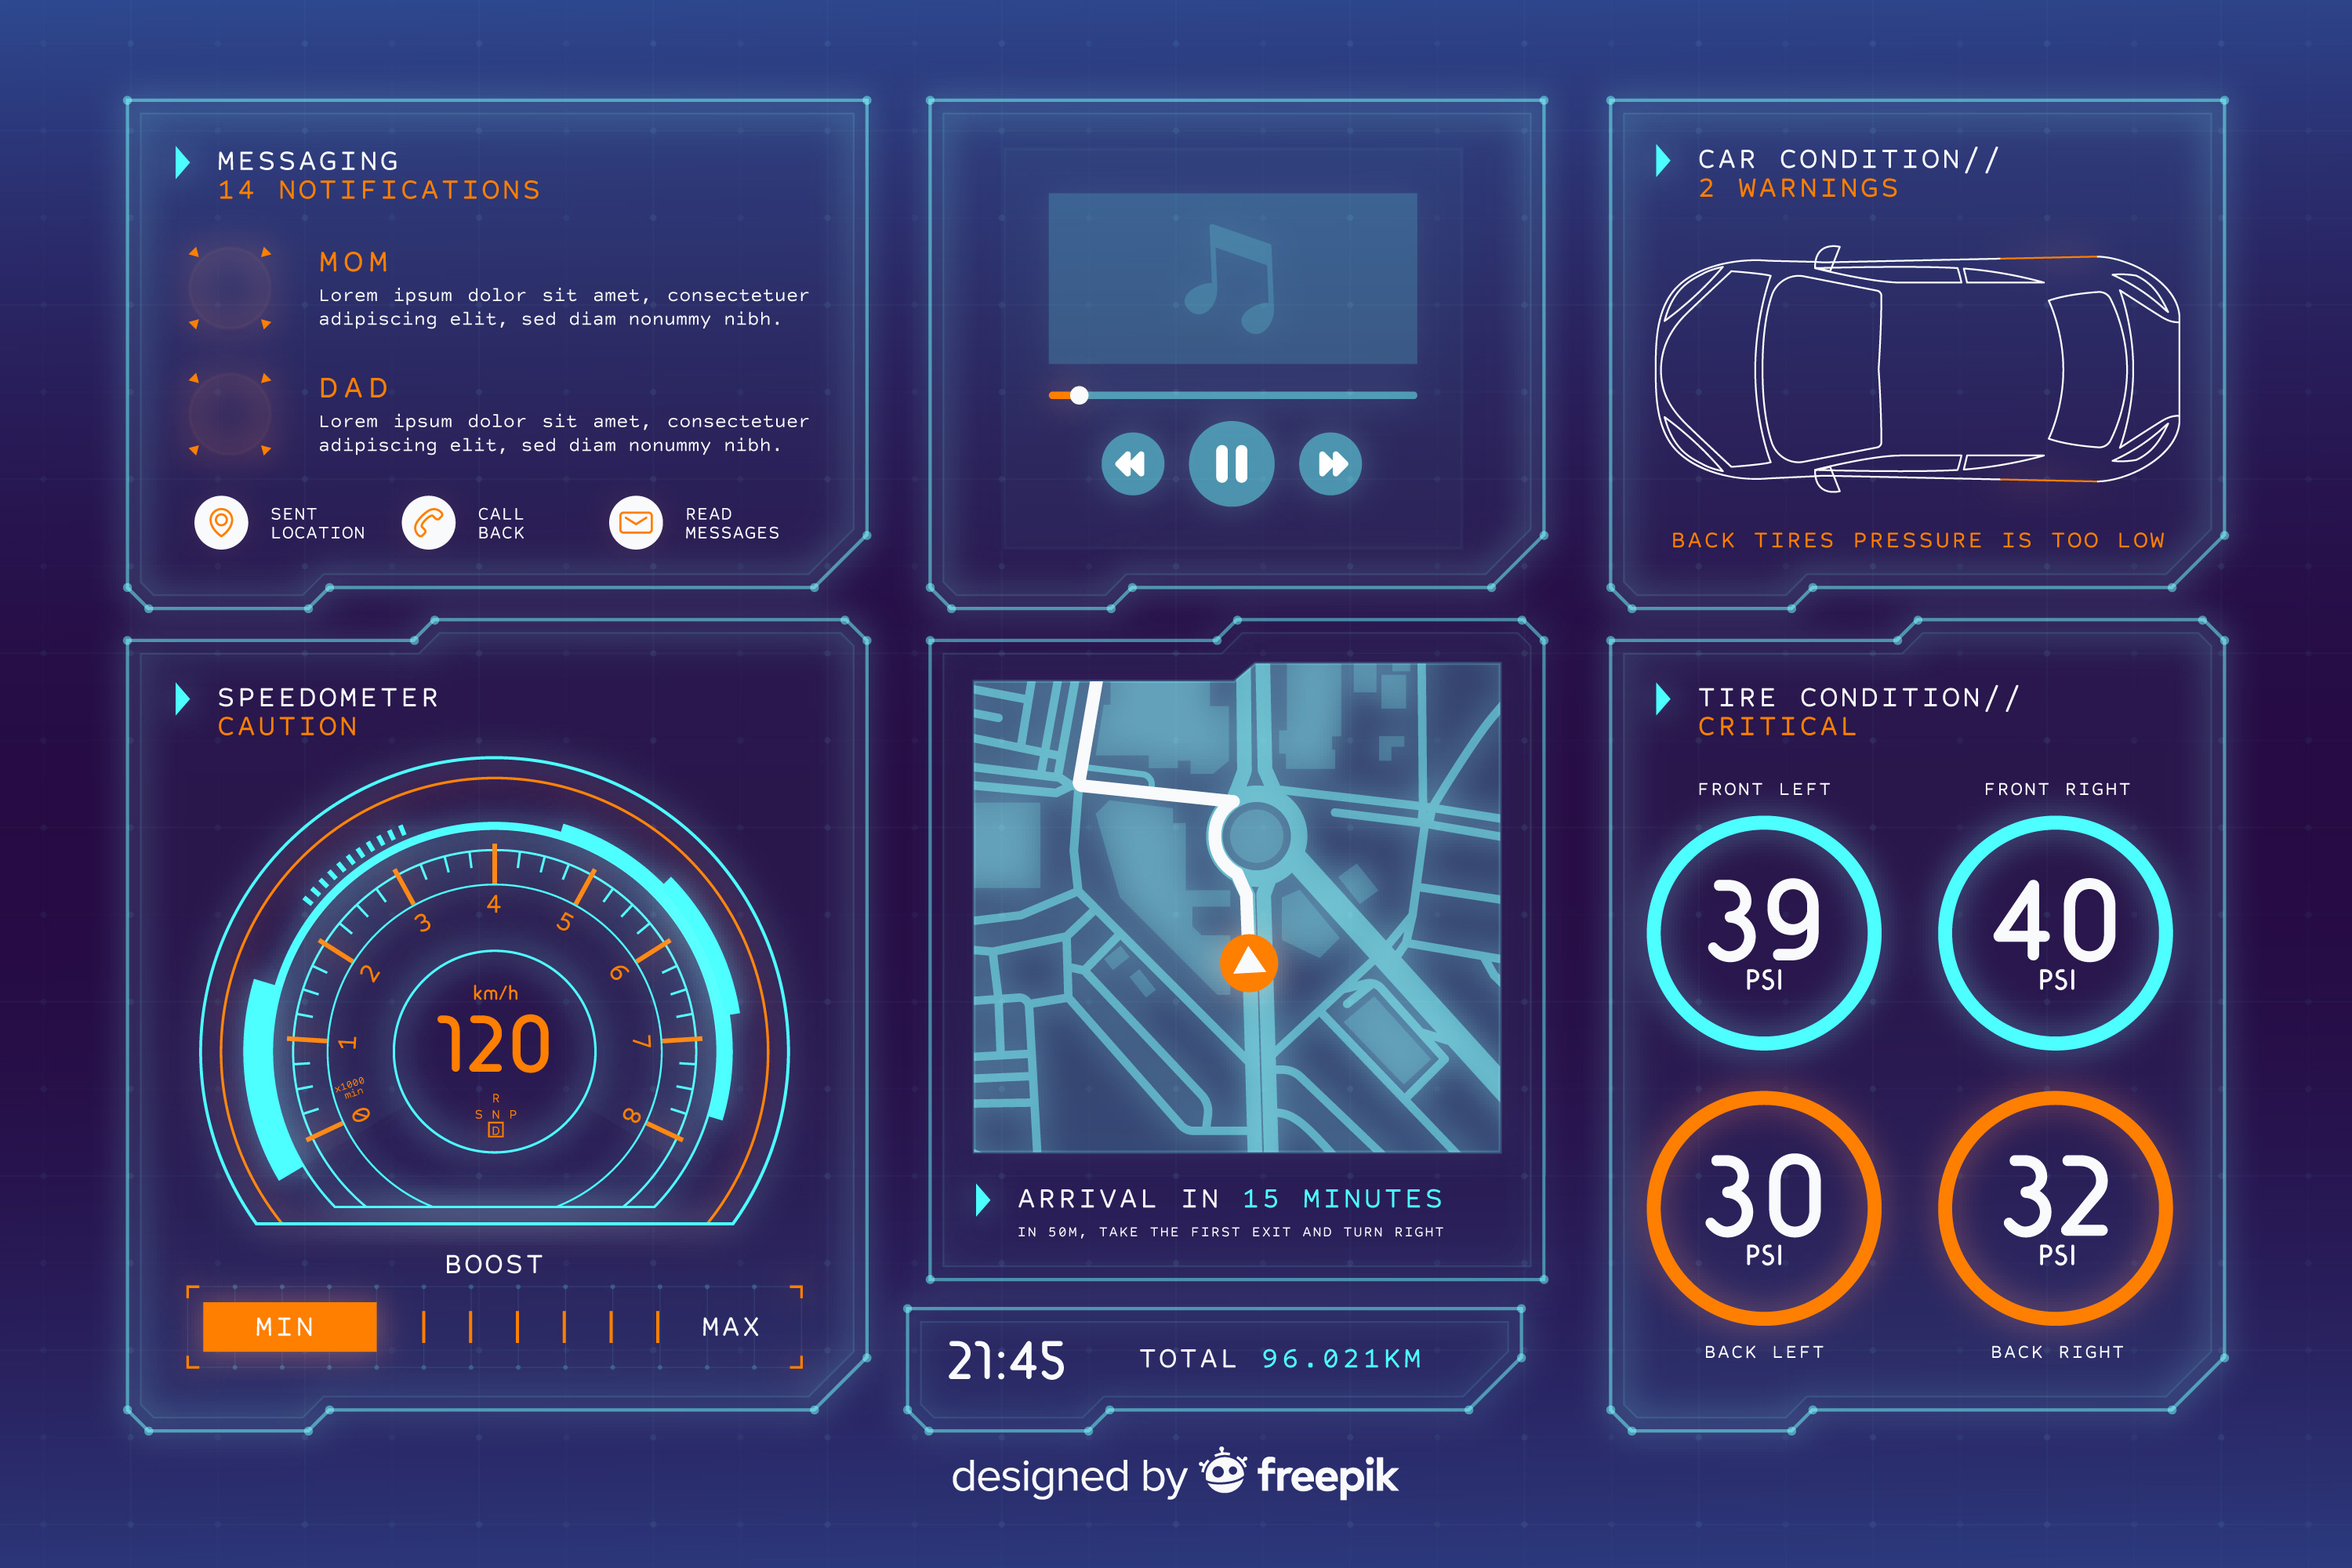 MESSAGING
14 NOTIFICATIONS
MOM
Lorem ipsum dolor sit amet, consectetuer
adipiscing elit, sed diam nonummy nibh.
DAD
Lorem ipsum dolor sit amet, consectetuer
adipiscing elit, sed diam nonummy nibh.
SENT
LOCATION
CALL
BACK
READ
MESSAGES
CAR CONDITION//
2 WARNINGS
BACK TIRES PRESSURE IS TOO LOW
SPEEDOMETER
CAUTION
0
1
2
3
4
5
6
7
8
x1000
min
km/h
120
R
S N P
D
BOOST
MIN
MAX
ARRIVAL IN 15 MINUTES
IN 50M, TAKE THE FIRST EXIT AND TURN RIGHT
21:45
TOTAL 96.021KM
TIRE CONDITION//
CRITICAL
FRONT LEFT
39
PSI
FRONT RIGHT
40
PSI
30
PSI
BACK LEFT
32
PSI
BACK RIGHT
designed by freepik